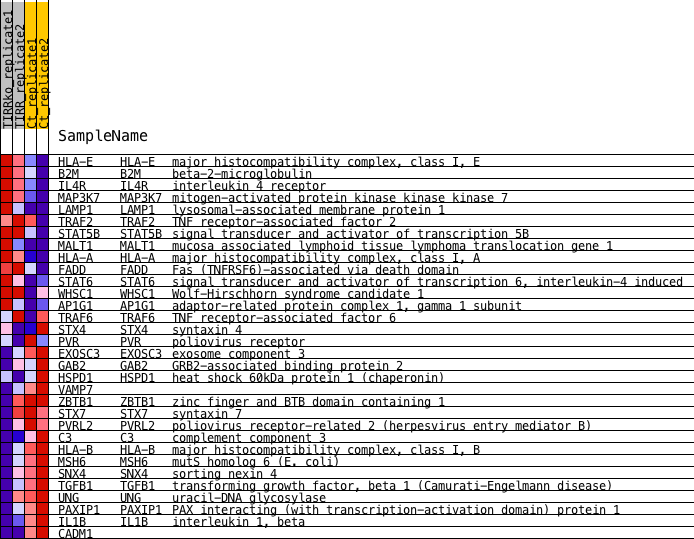 TIRRko_replicate1
TIRR_replicate2
Ct_replicate1
Ct_replicate2
SampleName
HLA-E HLA-E major histocompatibility complex, class I, E
B2M B2M beta-2-microglobulin
IL4R IL4R interleukin 4 receptor
MAP3K7 MAP3K7 mitogen-activated protein kinase kinase kinase 7
LAMP1 LAMP1 lysosomal-associated membrane protein 1
TRAF2 TRAF2 TNF receptor-associated factor 2
STAT5B STAT5B signal transducer and activator of transcription 5B
MALT1 MALT1 mucosa associated lymphoid tissue lymphoma translocation gene 1
HLA-A HLA-A major histocompatibility complex, class I, A
FADD FADD Fas (TNFRSF6)-associated via death domain
STAT6 STAT6 signal transducer and activator of transcription 6, interleukin-4 induced
WHSC1 WHSC1 Wolf-Hirschhorn syndrome candidate 1
AP1G1 AP1G1 adaptor-related protein complex 1, gamma 1 subunit
TRAF6 TRAF6 TNF receptor-associated factor 6
STX4 STX4 syntaxin 4
PVR PVR poliovirus receptor
EXOSC3 EXOSC3 exosome component 3
GAB2 GAB2 GRB2-associated binding protein 2
HSPD1 HSPD1 heat shock 60kDa protein 1 (chaperonin)
VAMP7
ZBTB1 ZBTB1 zinc finger and BTB domain containing 1
STX7 STX7 syntaxin 7
PVRL2 PVRL2 poliovirus receptor-related 2 (herpesvirus entry mediator B)
C3 C3 complement component 3
HLA-B HLA-B major histocompatibility complex, class I, B
MSH6 MSH6 mutS homolog 6 (E. coli)
SNX4 SNX4 sorting nexin 4
TGFB1 TGFB1 transforming growth factor, beta 1 (Camurati-Engelmann disease)
UNG UNG uracil-DNA glycosylase
PAXIP1 PAXIP1 PAX interacting (with transcription-activation domain) protein 1
IL1B IL1B interleukin 1, beta
CADM1